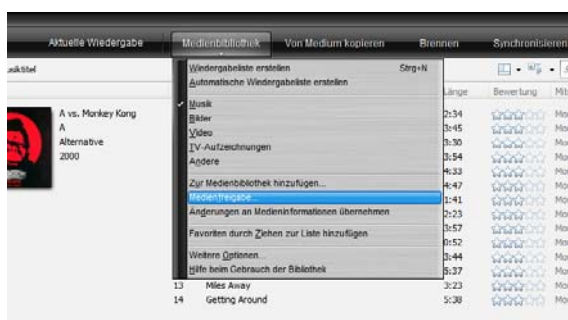 Aktuelle Wiedergabe Medienbibliothek Von Medium kopieren Brennen Synchronisieren
usiktitel
Wiedergabeliste erstellen Strg+N
Automatische Wiedergabeliste erstellen
Länge Bewertung
Musik
A vs. Monkey Kong 2:34
Bilder
A 3:45
Video
Alternative 3:30
TV-Aufzeichnungen
2000 3:54
Andere
4:33
Zur Medienbibliothek hinzufügen...
4:47
Medienfreigabe...
1:41
Änderungen an Medieninformationen übernehmen
2:23
3:57
Favoriten durch Ziehen zur Liste hinzufügen
0:52
Weitere Optionen...
3:44
Hilfe beim Gebrauch der Bibliothek
5:37
13 Miles Away 3:23
14 Getting Around 5:38